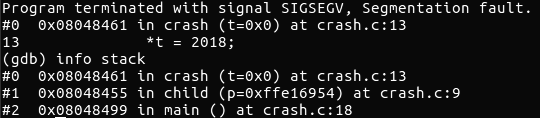 Program terminated with signal SIGSEGV, Segmentation fault.
#0  0x08048461 in crash (t=0x0) at crash.c:13
13              *t = 2018;
(gdb) info stack
#0  0x08048461 in crash (t=0x0) at crash.c:13
#1  0x08048455 in child (p=0xffe16954) at crash.c:9
#2  0x08048499 in main () at crash.c:18